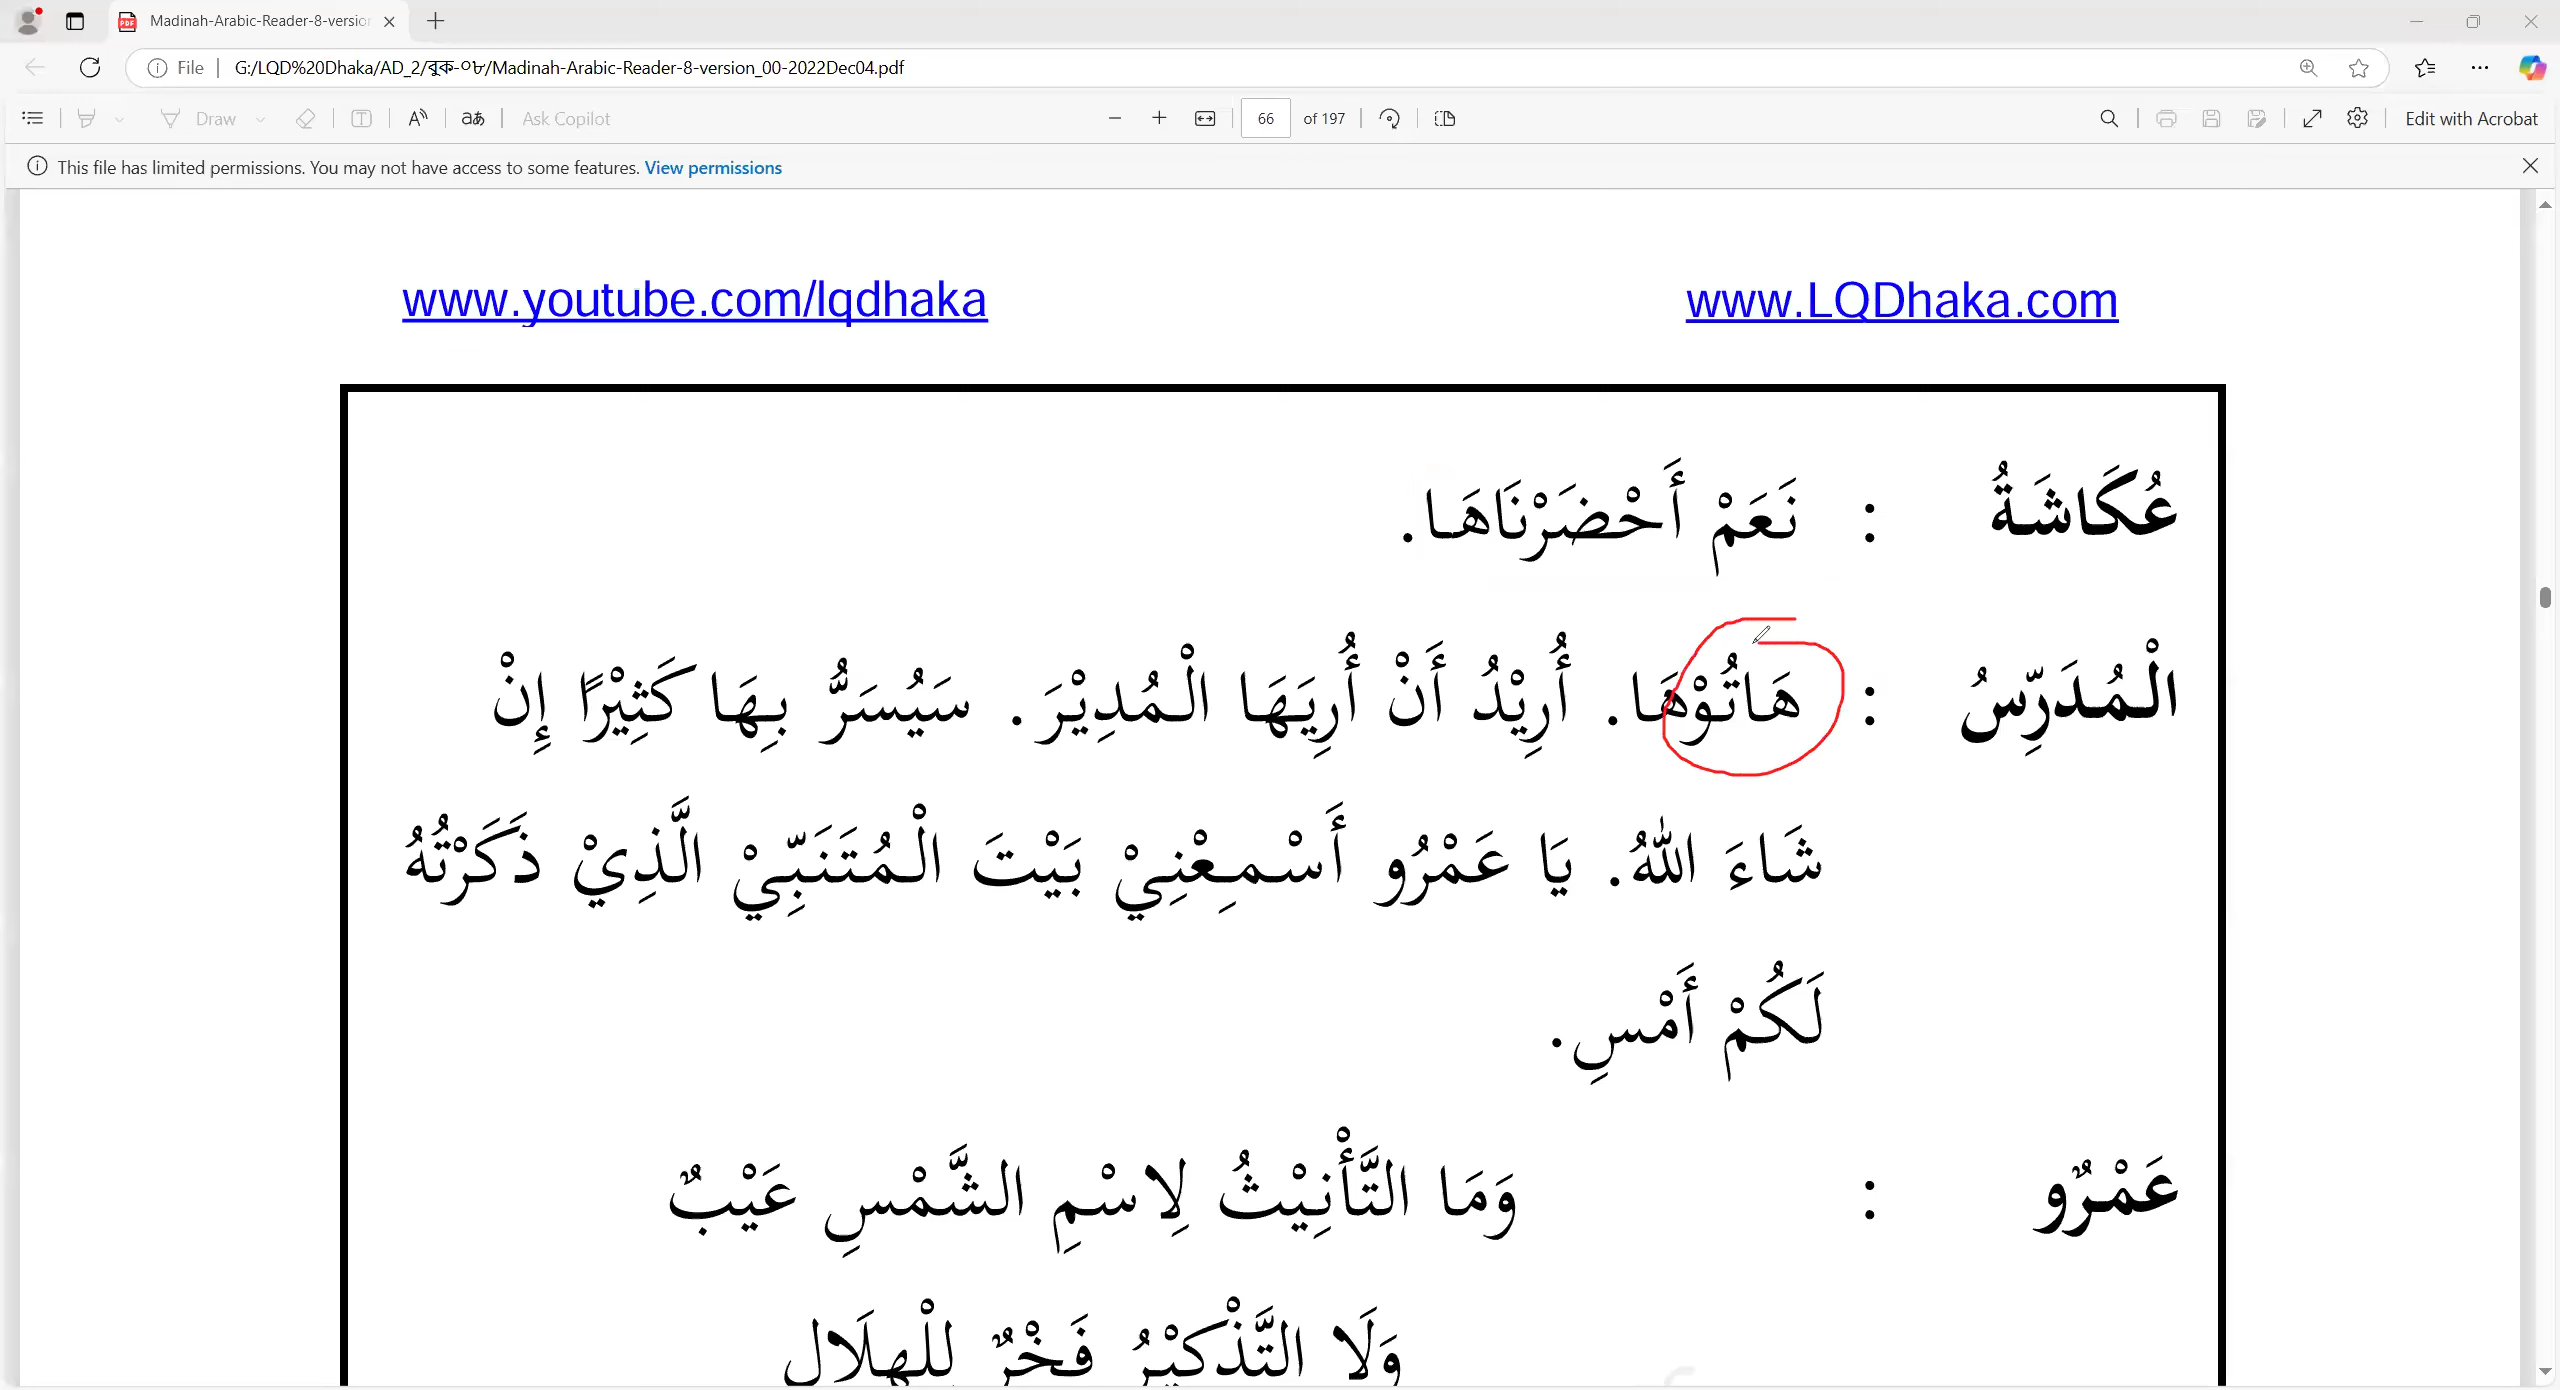 Madinah-Arabic-Reader-8-versio
File G:/LQD%20Dhaka/AD_2/বুক-০৮/Madinah-Arabic-Reader-8-version_00-2022Dec04.pdf
Draw Ask Copilot 66 of 197 Edit with Acrobat
This file has limited permissions. You may not have access to some features. View permissions
www.youtube.com/lqdhaka www.LQDhaka.com
عُكَاشَةُ : نَعَمْ أَحْضَرْنَاهَا.
الْمُدَرِّسُ : هَاتُوْهَا. أُرِيْدُ أَنْ أُرِيَهَا الْمُدِيْرَ. سَيُسَرُّ بِهَا كَثِيْرًا إِنْ
شَاءَ اللهُ. يَا عَمْرُو أَسْمِعْنِيْ بَيْتَ الْمُتَنَبِّيْ الَّذِيْ ذَكَرْتُهُ
لَكُمْ أَمْسِ.
عَمْرٌو : وَمَا التَّأْنِيْثُ لِاسْمِ الشَّمْسِ عَيْبٌ
وَلَا التَّذْكِيْرُ فَخْرٌ لِلْهِلَالِ